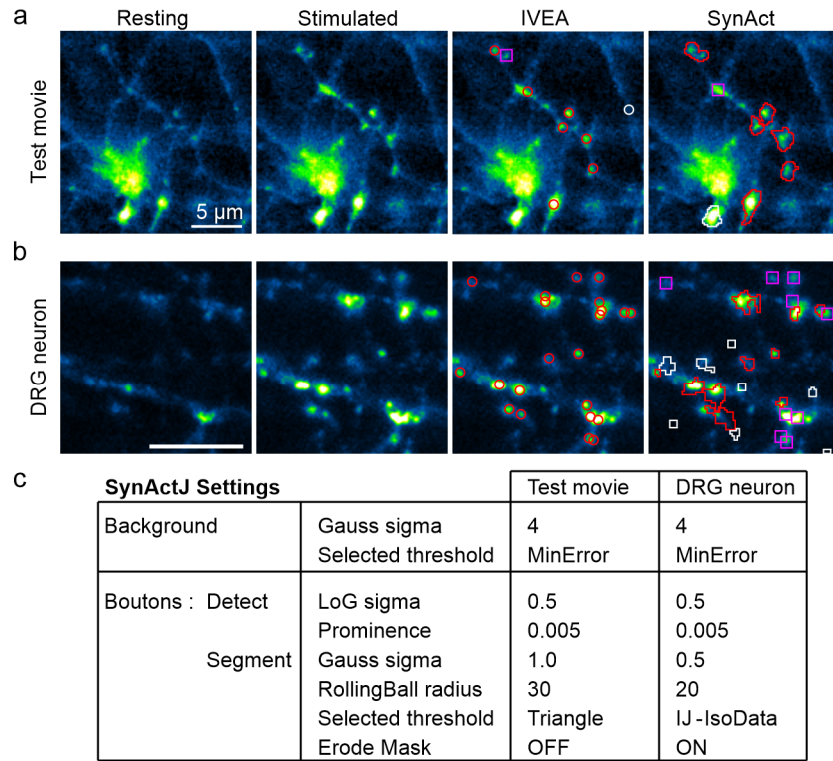 a
Resting Stimulated IVEA SynAct
Test movie
5 µm
b
DRG neuron
c
SynActJ Settings Test movie DRG neuron
Background Gauss sigma 4 4
Selected threshold MinError MinError
Boutons : Detect LoG sigma 0.5 0.5
Prominence 0.005 0.005
Segment Gauss sigma 1.0 0.5
RollingBall radius 30 20
Selected threshold Triangle IJ-IsoData
Erode Mask OFF ON